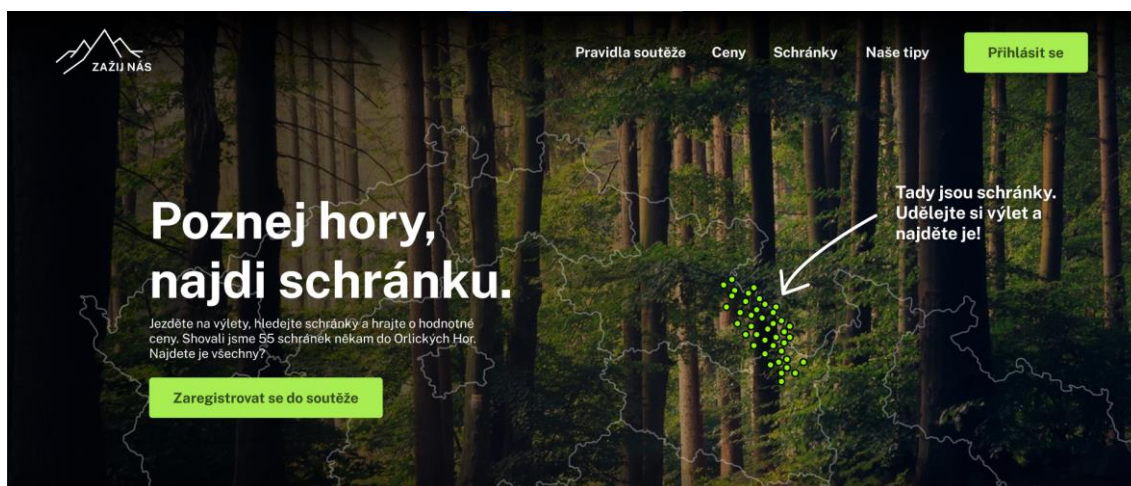 ZAŽIJ NÁS
Pravidla soutěže
Ceny
Schránky
Naše tipy
Přihlásit se
Tady jsou schránky.
Udělejte si výlet a
najděte je!
Poznej hory,
najdi schránku.
Jezděte na výlety, hledejte schránky a hrajte o hodnotné
ceny. Shovali jsme 55 schránek někam do Orlických Hor.
Najdete je všechny?
Zaregistrovat se do soutěže